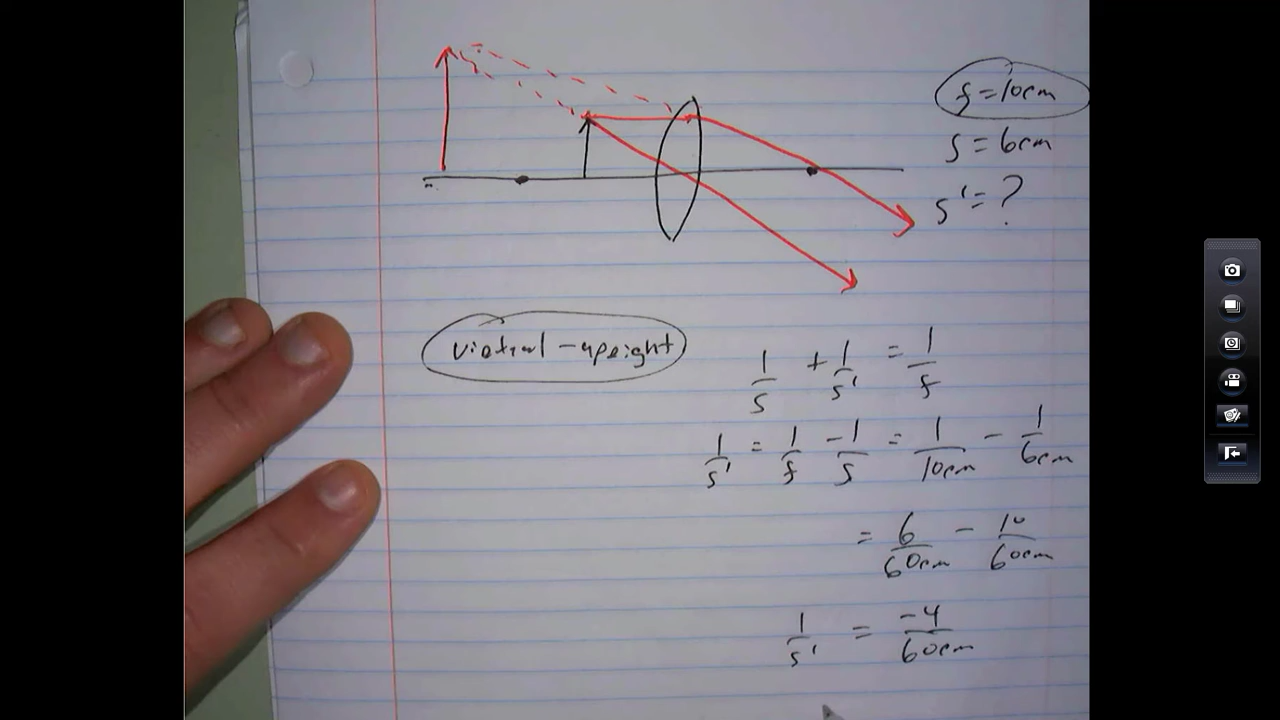 f = 10cm
s = 6cm
s' = ?
virtual - upright
1/s + 1/s' = 1/f
1/s' = 1/f - 1/s = 1/10cm - 1/6cm
= 6/60cm - 10/60cm
1/s' = -4/60cm